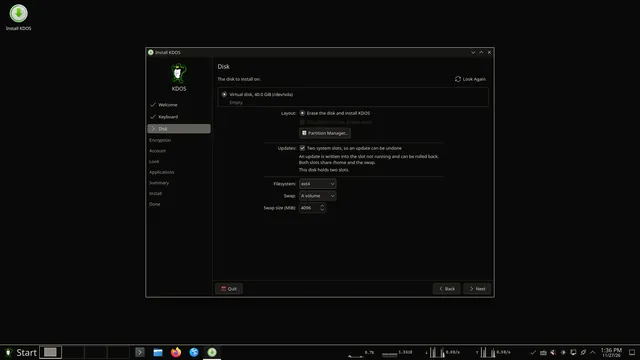 Install KDOS
Install KDOS
KDOS
Welcome
Keyboard
Disk
Encryption
Account
Look
Applications
Summary
Install
Done
Disk
The disk to install on:
Look Again
Virtual disk, 40.0 GiB (/dev/vda)
Empty
Layout:
Erase the disk and install KDOS
Partition Manager...
Updates:
Two system slots, so an update can be undone
An update is written into the slot not running and can be rolled back.
Both slots share /home and the swap.
This disk holds two slots.
Filesystem:
ext4
Swap:
A volume
Swap size (MiB):
4096
Quit
Back
Next
Start
1:36 PM
11/27/26